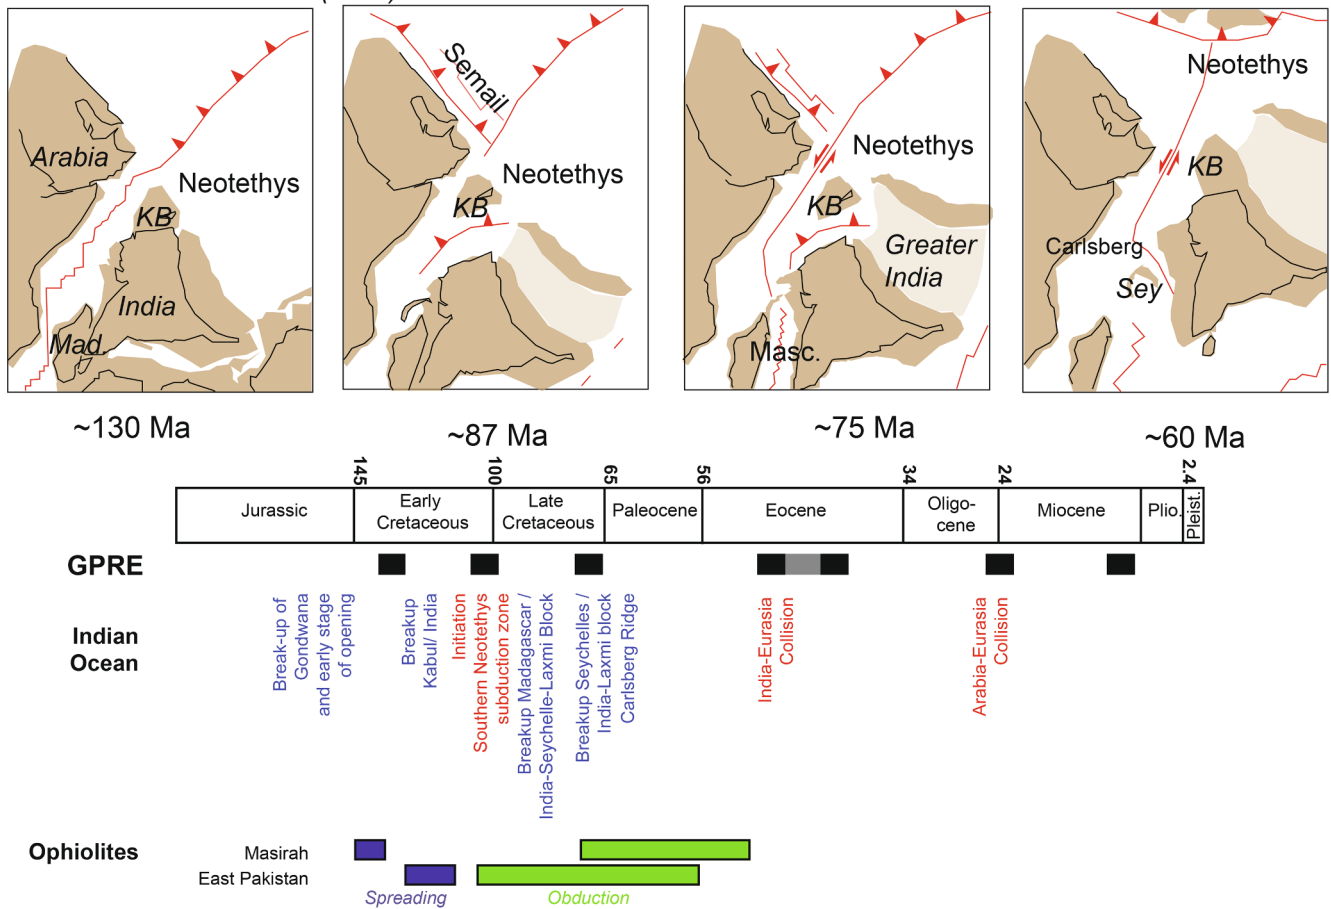 Arabia
Neotethys
KB
India
Mad.
Semail
Neotethys
KB
Neotethys
KB
Greater
India
Masc.
Neotethys
KB
Carlsberg
Sey
~130 Ma
~87 Ma
~75 Ma
~60 Ma
145
100
65
56
34
24
2.4
Jurassic
Early
Cretaceous
Late
Cretaceous
Paleocene
Eocene
Oligo-
cene
Miocene
Plio.
Pleist.
GPRE
Indian
Ocean
Break-up of
Gondwana
and early stage
of opening
Breakup
Kabul/ India
Initiation
Southern Neotethys
subduction zone
Breakup Madagascar /
India-Seychelle-Laxmi Block
Breakup Seychelles /
India-Laxmi block
Carlsberg Ridge
India-Eurasia
Collision
Arabia-Eurasia
Collision
Ophiolites
Masirah
East Pakistan
Spreading
Obduction